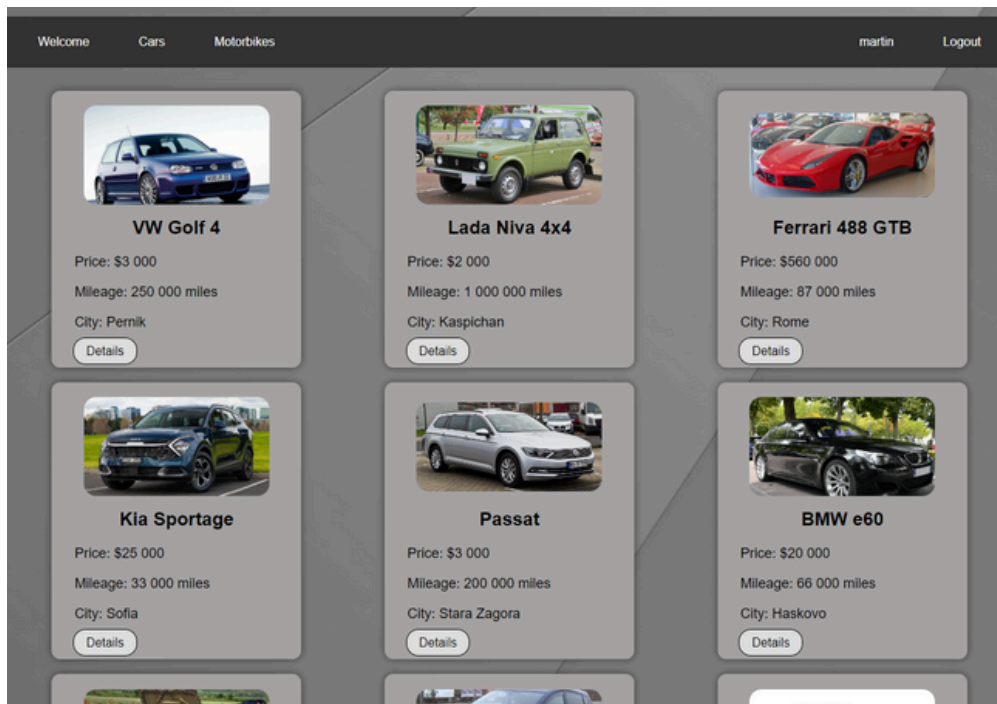 Welcome Cars Motorbikes martin Logout
VW Golf 4
Price: $3 000
Mileage: 250 000 miles
City: Pernik
Details
Lada Niva 4x4
Price: $2 000
Mileage: 1 000 000 miles
City: Kaspichan
Details
Ferrari 488 GTB
Price: $560 000
Mileage: 87 000 miles
City: Rome
Details
Kia Sportage
Price: $25 000
Mileage: 33 000 miles
City: Sofia
Details
Passat
Price: $3 000
Mileage: 200 000 miles
City: Stara Zagora
Details
BMW e60
Price: $20 000
Mileage: 66 000 miles
City: Haskovo
Details